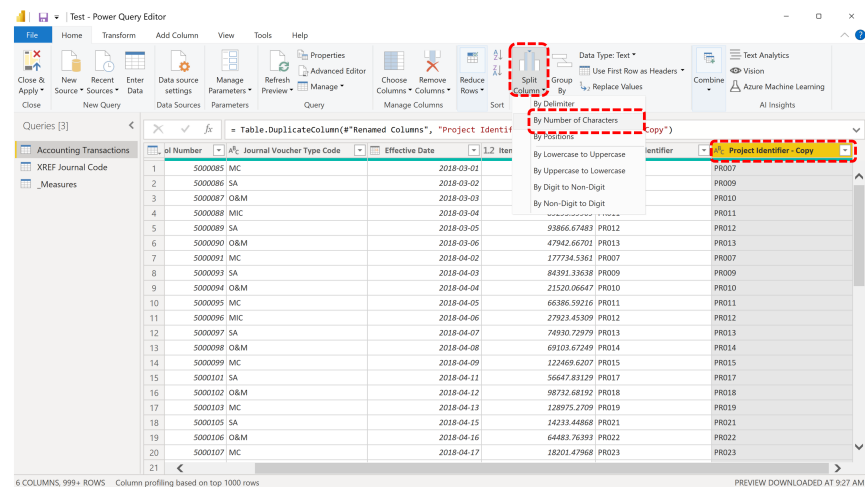 Test - Power Query Editor
File Home Transform Add Column View Tools Help
Close & Apply
New Source
Recent Sources
Enter Data
Data source settings
Manage Parameters
Refresh Preview
Properties
Advanced Editor
Manage
Choose Columns
Remove Columns
Reduce Rows
Split Column
Group By
Data Type: Text
Use First Row as Headers
Replace Values
Combine
Text Analytics
Vision
Azure Machine Learning
Close New Query Data Sources Parameters Query Manage Columns Sort AI Insights
By Delimiter
By Number of Characters
By Positions
By Lowercase to Uppercase
By Uppercase to Lowercase
By Digit to Non-Digit
By Non-Digit to Digit
Queries [3]
Accounting Transactions
XREF Journal Code
_Measures
fx = Table.DuplicateColumn(#"Renamed Columns", "Project Identif Copy")
ol Number ABC Journal Voucher Type Code Effective Date 1.2 Iten entifier ABC Project Identifier - Copy
1 5000085 MC 2018-03-01 PR007
2 5000086 SA 2018-03-02 PR009
3 5000087 O&M 2018-03-03 PR010
4 5000088 MIC 2018-03-04 PR011
5 5000089 SA 2018-03-05 93866.67483 PR012 PR012
6 5000090 O&M 2018-03-06 47942.66701 PR013 PR013
7 5000091 MC 2018-04-02 177734.5361 PR007 PR007
8 5000093 SA 2018-04-03 84391.33638 PR009 PR009
9 5000094 O&M 2018-04-04 21520.06647 PR010 PR010
10 5000095 MC 2018-04-05 66386.59216 PR011 PR011
11 5000096 MIC 2018-04-06 27923.45309 PR012 PR012
12 5000097 SA 2018-04-07 74930.72979 PR013 PR013
13 5000098 O&M 2018-04-08 69103.67249 PR014 PR014
14 5000099 MC 2018-04-09 122469.6207 PR015 PR015
15 5000101 SA 2018-04-11 56647.83129 PR017 PR017
16 5000102 O&M 2018-04-12 98732.68192 PR018 PR018
17 5000103 MC 2018-04-13 128975.2709 PR019 PR019
18 5000105 SA 2018-04-15 14233.44868 PR021 PR021
19 5000106 O&M 2018-04-16 64483.76393 PR022 PR022
20 5000107 MC 2018-04-17 18201.47968 PR023 PR023
21
6 COLUMNS, 999+ ROWS Column profiling based on top 1000 rows PREVIEW DOWNLOADED AT 9:27 AM